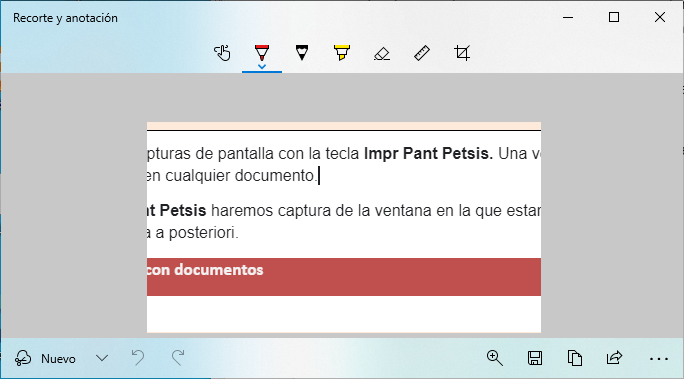 Recorte y anotación
pturas de pantalla con la tecla Impr Pant Petsis. Una v
en cualquier documento.
nt Petsis haremos captura de la ventana en la que estar
a a posteriori.
con documentos
Nuevo